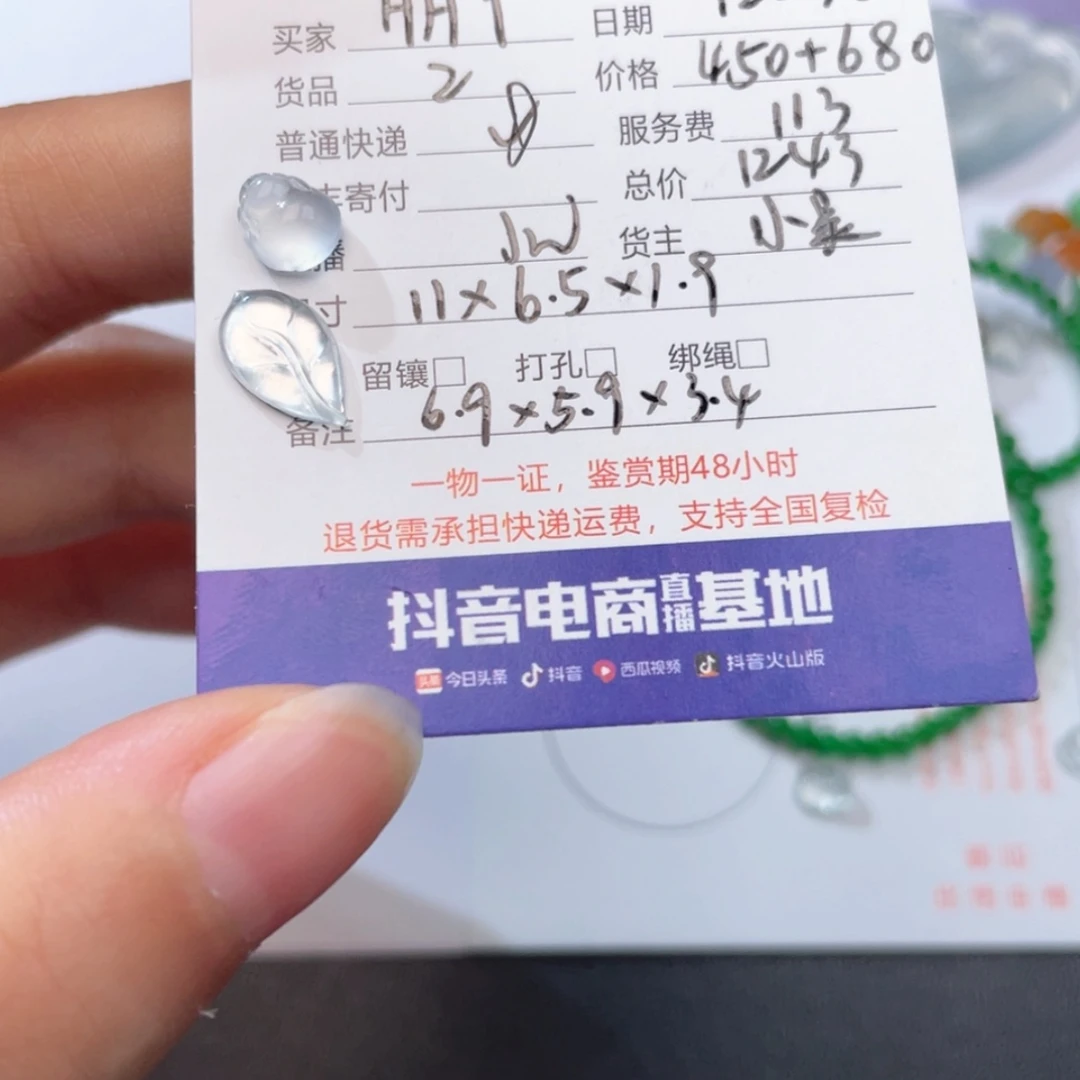 买家 日期
货品 2 价格 450+680
普通快递 服务费 113
寄付 总价 1243
播 JW 货主 小
寸 11×6.5×1.9
留镶□ 打孔□ 绑绳□
6.9×5.9×3.4
备注
一物一证，鉴赏期48小时
退货需承担快递运费，支持全国复检
抖音电商直播基地
头条 今日头条 抖音 西瓜视频 抖音火山版